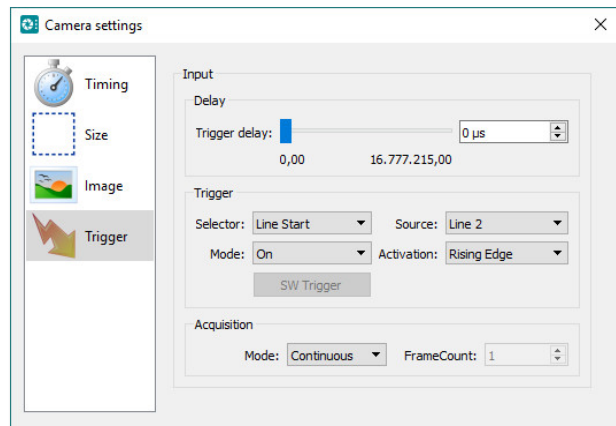 Camera settings
Timing
Size
Image
Trigger
Input
Delay
Trigger delay: 0 µs
0,00 16.777.215,00
Trigger
Selector: Line Start Source: Line 2
Mode: On Activation: Rising Edge
SW Trigger
Acquisition
Mode: Continuous FrameCount: 1